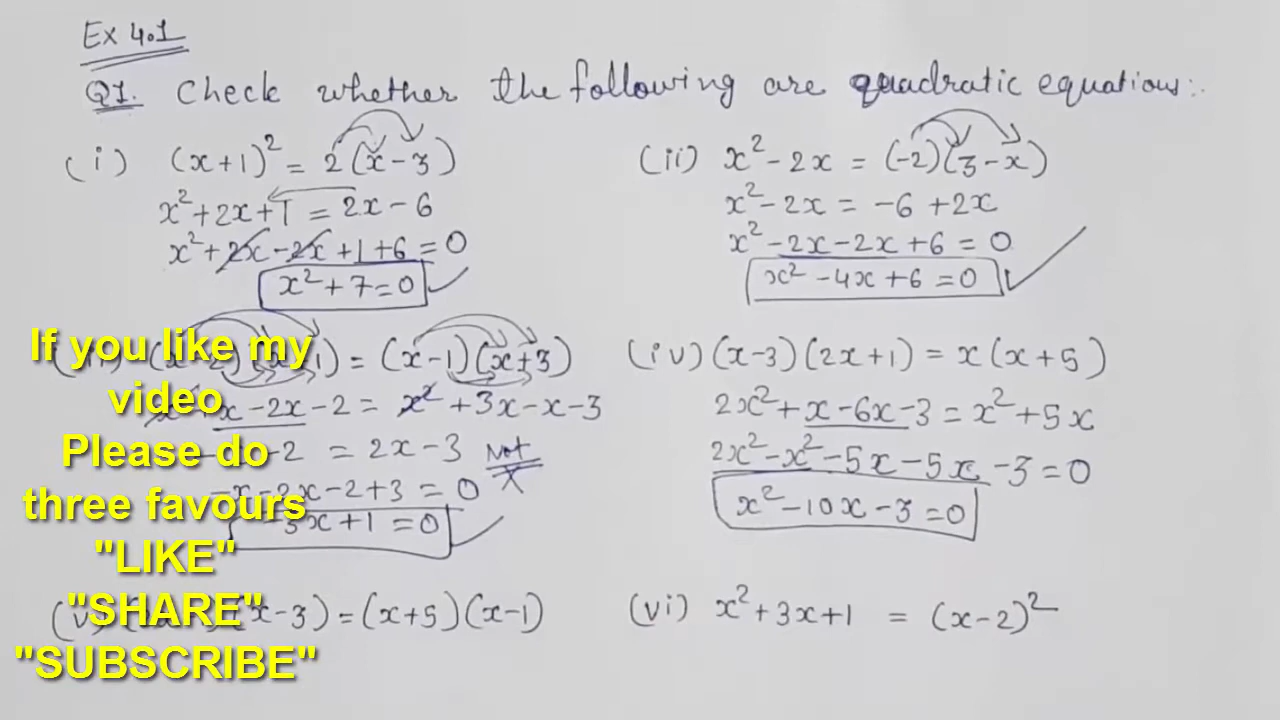 Ex 4.1
Q1. Check whether the following are quadratic equations:
(i) (x+1)² = 2(x-3)
x²+2x+1 = 2x-6
x²+2x-2x+1+6=0
x²+7=0
(ii) x²-2x = (-2)(3-x)
x²-2x = -6+2x
x²-2x-2x+6=0
x²-4x+6=0
= (x-1)(x+3)
x-2x-2 = x²+3x-x-3
-2 = 2x-3 Not
-x-2x-2+3=0
-3x+1=0
(iv) (x-3)(2x+1) = x(x+5)
2x²+x-6x-3 = x²+5x
2x²-x²-5x-5x-3=0
x²-10x-3=0
(v) x-3) = (x+5)(x-1)
(vi) x²+3x+1 = (x-2)²
If you like my
video
Please do
three favours
"LIKE"
"SHARE"
"SUBSCRIBE"